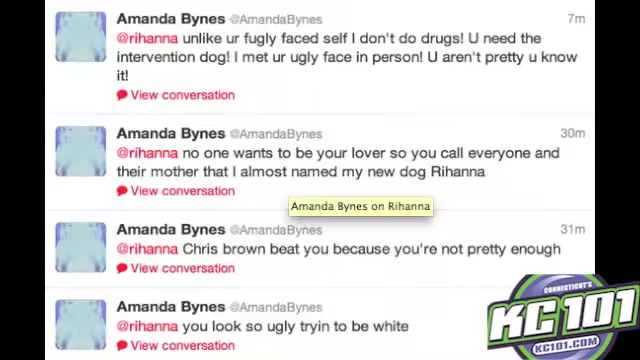 Amanda Bynes @AmandaBynes 7m
@rihanna unlike ur fugly faced self I don't do drugs! U need the
intervention dog! I met ur ugly face in person! U aren't pretty u know
it!
View conversation
Amanda Bynes @AmandaBynes 30m
@rihanna no one wants to be your lover so you call everyone and
their mother that I almost named my new dog Rihanna
View conversation
Amanda Bynes on Rihanna
Amanda Bynes @AmandaBynes 31m
@rihanna Chris brown beat you because you're not pretty enough
View conversation
Amanda Bynes @AmandaBynes
@rihanna you look so ugly tryin to be white
View conversation
CONNECTICUT'S
KC101
KC101.COM